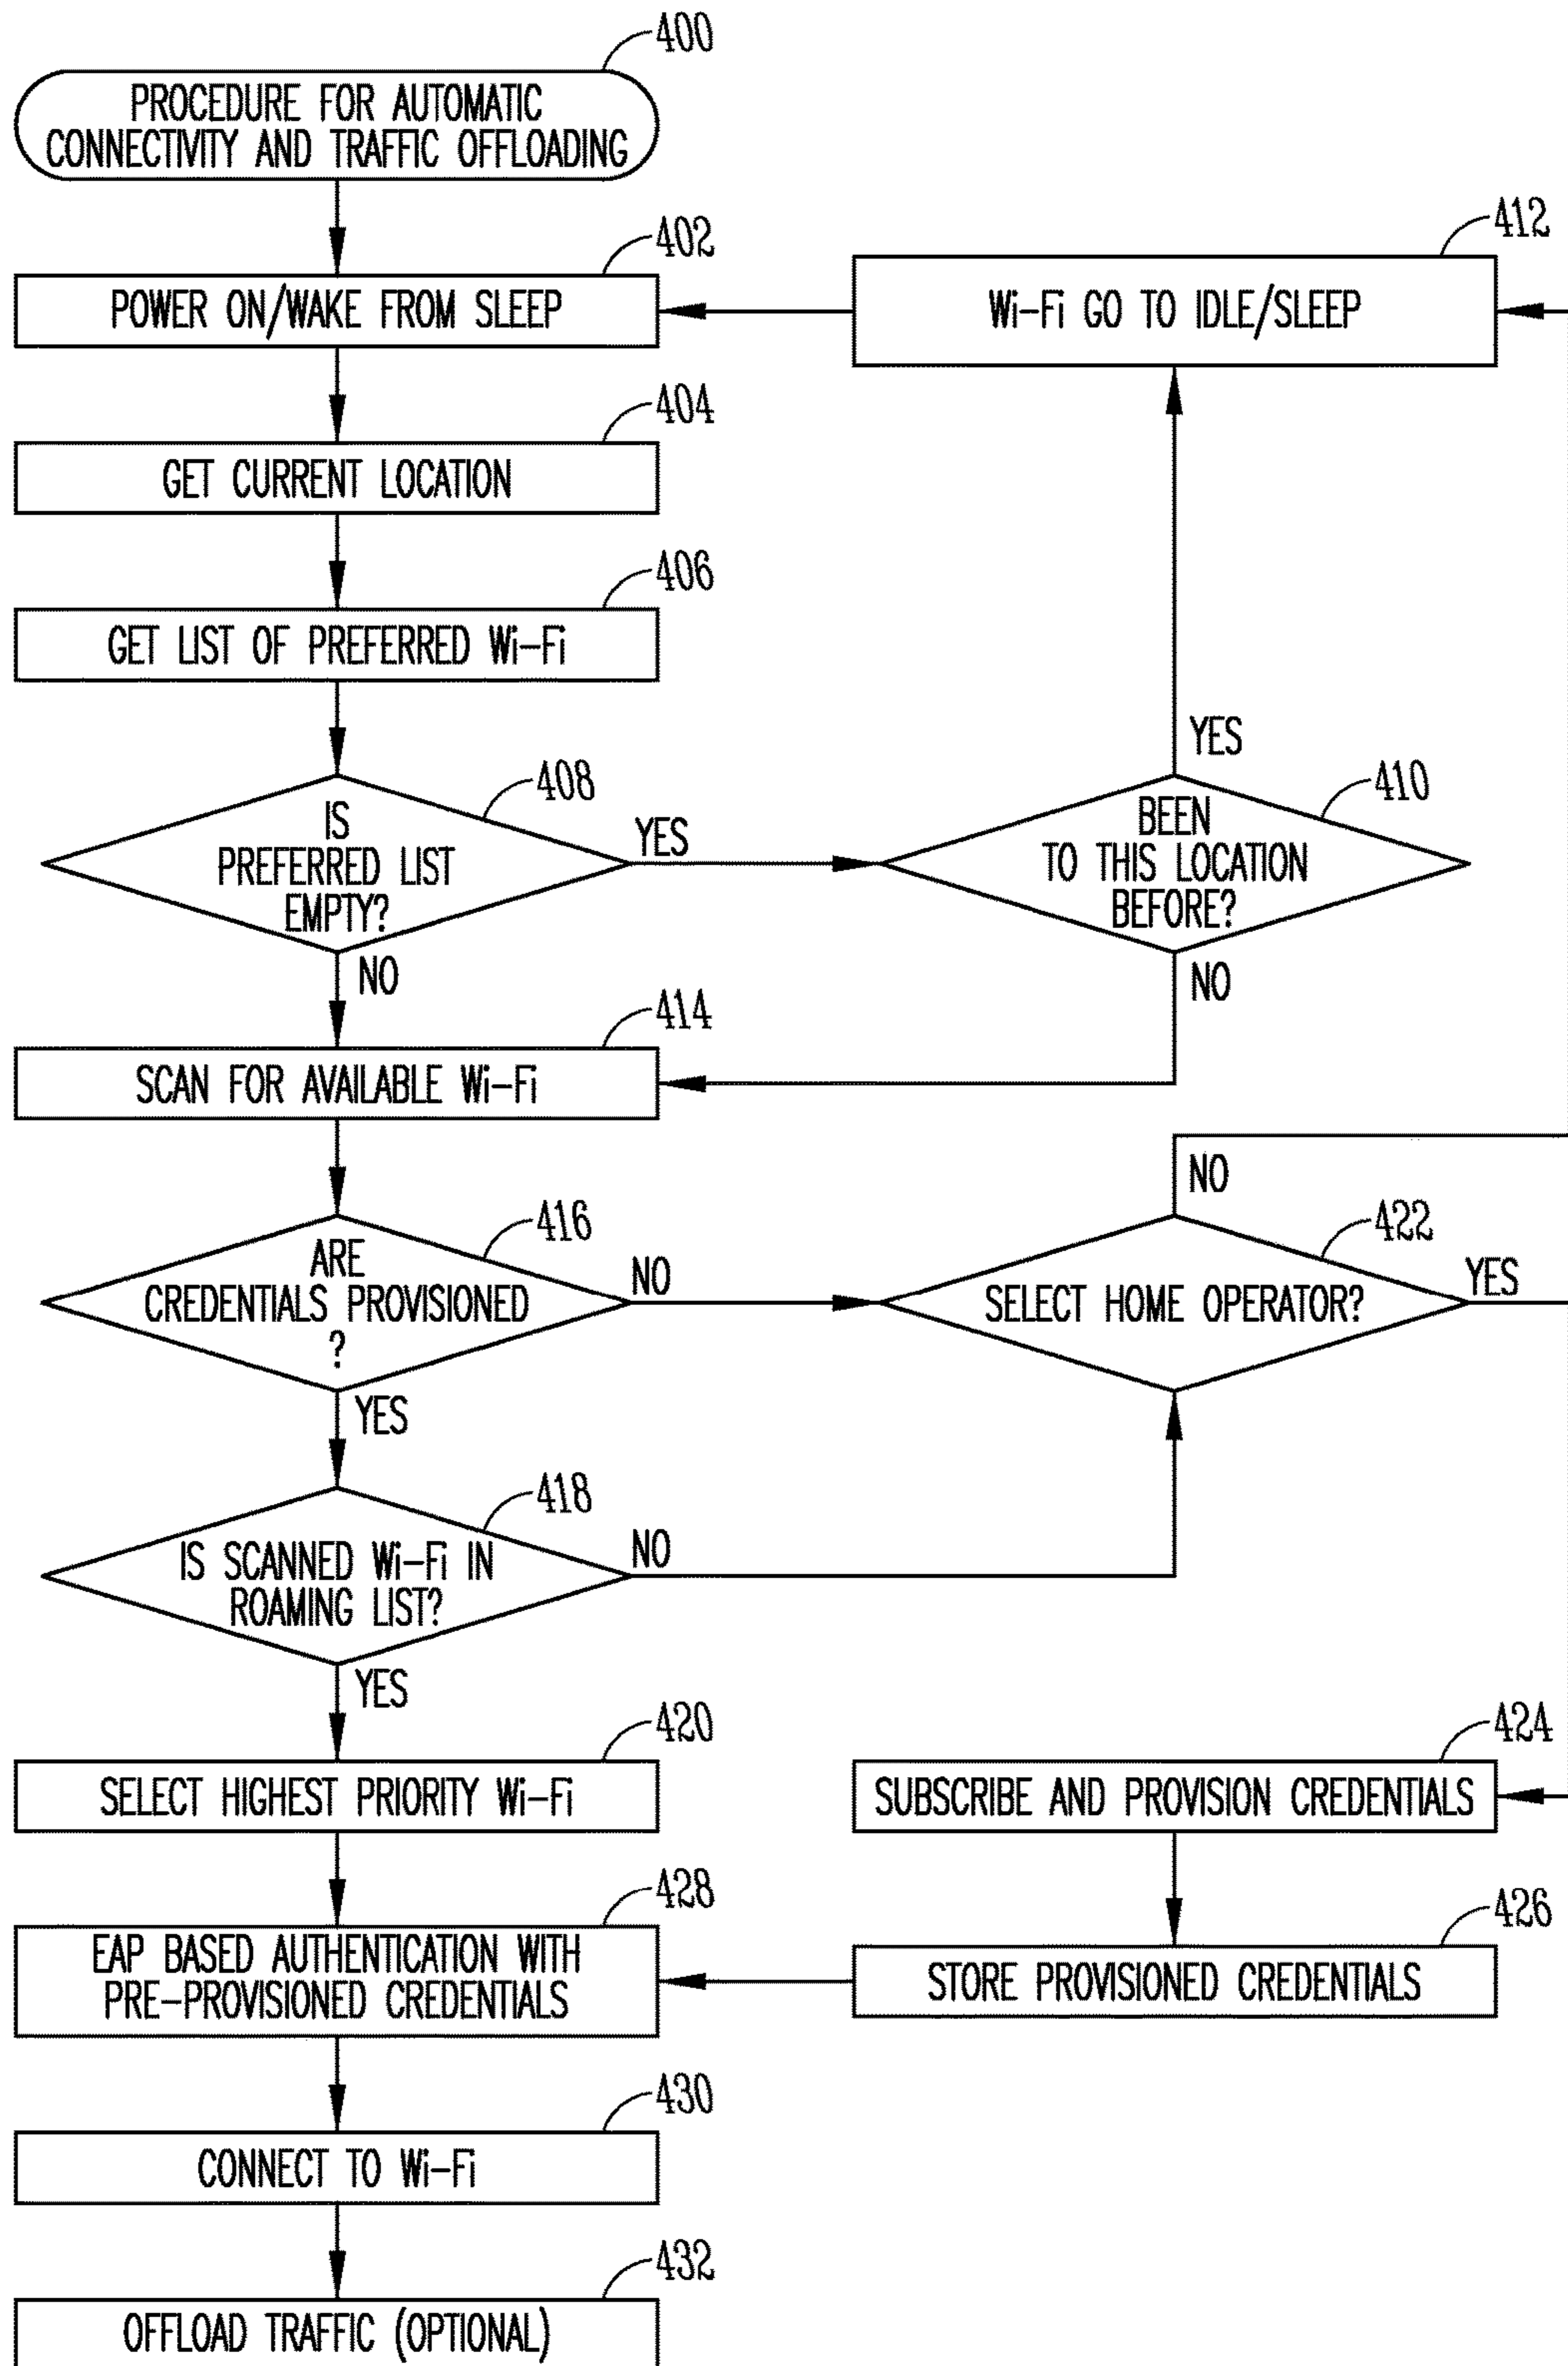 400
PROCEDURE FOR AUTOMATIC
CONNECTIVITY AND TRAFFIC OFFLOADING
402
POWER ON/WAKE FROM SLEEP
412
Wi-Fi GO TO IDLE/SLEEP
404
GET CURRENT LOCATION
406
GET LIST OF PREFERRED Wi-Fi
408
IS
PREFERRED LIST
EMPTY?
YES
NO
410
BEEN
TO THIS LOCATION
BEFORE?
YES
NO
414
SCAN FOR AVAILABLE Wi-Fi
416
ARE
CREDENTIALS PROVISIONED
?
NO
YES
422
SELECT HOME OPERATOR?
NO
YES
418
IS SCANNED Wi-Fi IN
ROAMING LIST?
NO
YES
420
SELECT HIGHEST PRIORITY Wi-Fi
424
SUBSCRIBE AND PROVISION CREDENTIALS
428
EAP BASED AUTHENTICATION WITH
PRE-PROVISIONED CREDENTIALS
426
STORE PROVISIONED CREDENTIALS
430
CONNECT TO Wi-Fi
432
OFFLOAD TRAFFIC (OPTIONAL)